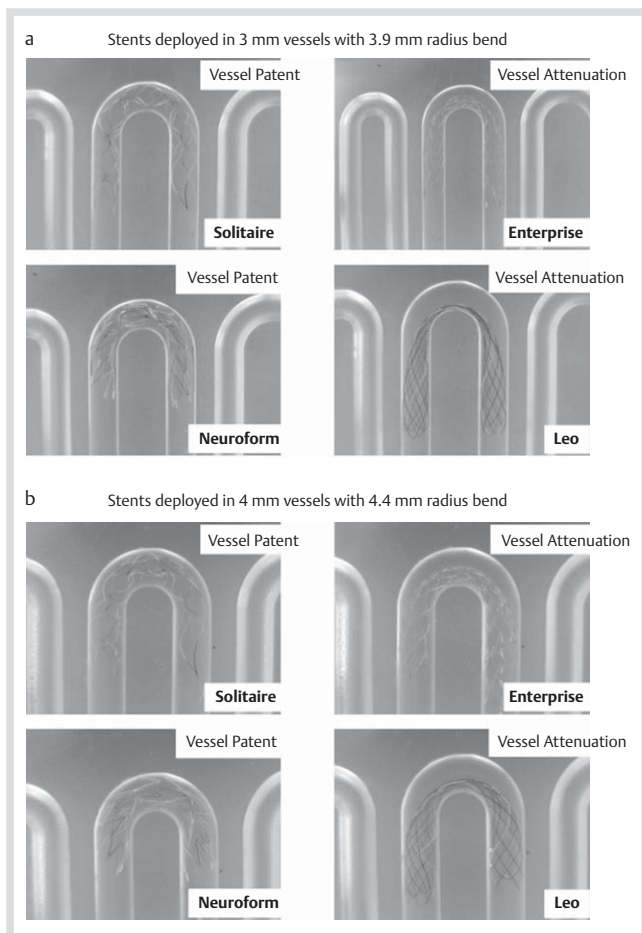 a Stents deployed in 3 mm vessels with 3.9 mm radius bend
Vessel Patent
Solitaire
Vessel Attenuation
Enterprise
Vessel Patent
Neuroform
Vessel Attenuation
Leo
b Stents deployed in 4 mm vessels with 4.4 mm radius bend
Vessel Patent
Solitaire
Vessel Attenuation
Enterprise
Vessel Patent
Neuroform
Vessel Attenuation
Leo